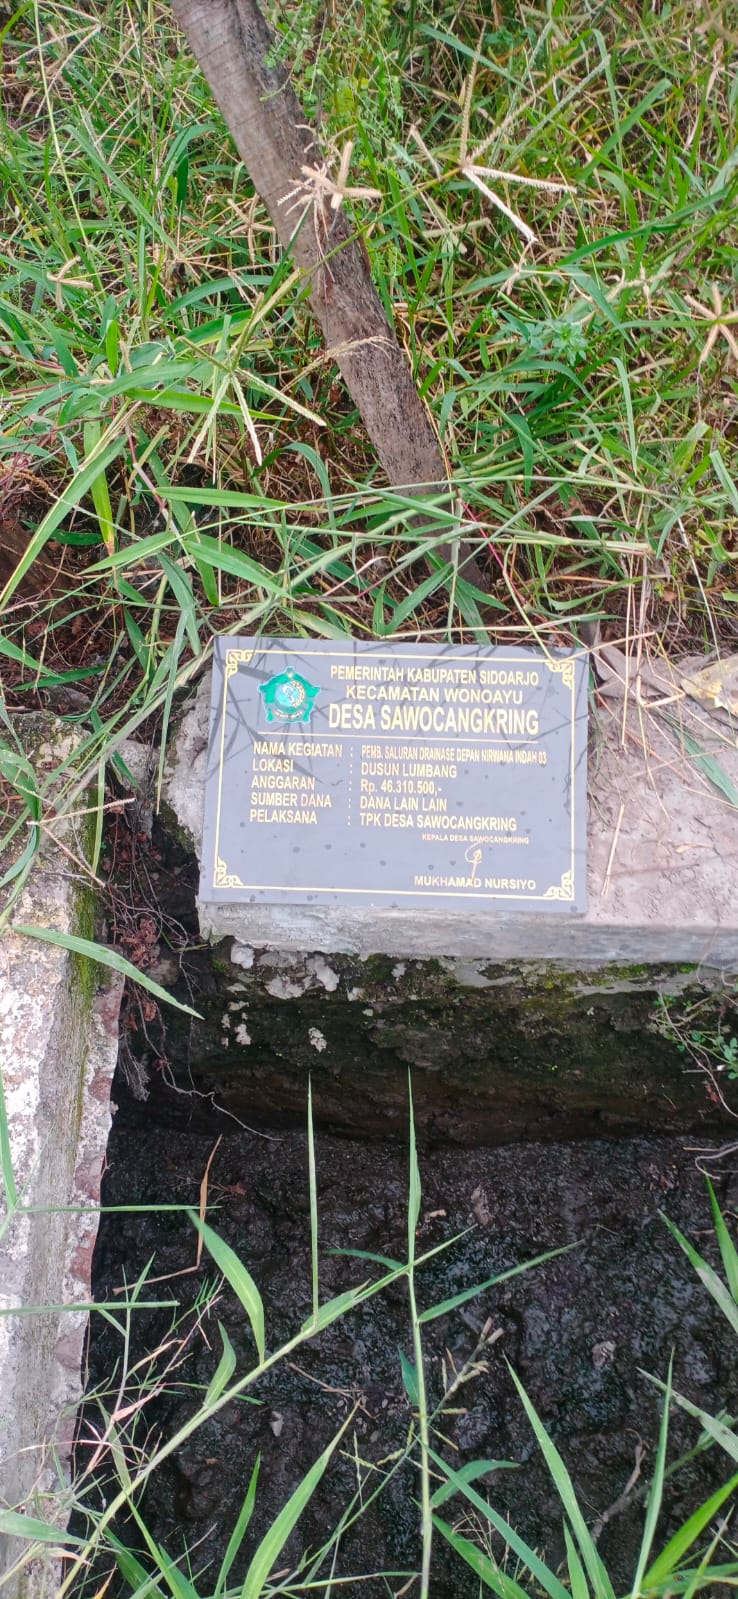 PEMERINTAH KABUPATEN SIDOARJO
KECAMATAN WONOAYU
DESA SAWOCANGKRING
NAMA KEGIATAN : PEMB. SALURAN DRAINASE DEPAN NIRWANA INDAH 03
LOKASI : DUSUN LUMBANG
ANGGARAN : Rp. 46.310.500,-
SUMBER DANA : DANA LAIN LAIN
PELAKSANA : TPK DESA SAWOCANGKRING
KEPALA DESA SAWOCANGKRING
MUKHAMAD NURSIYO